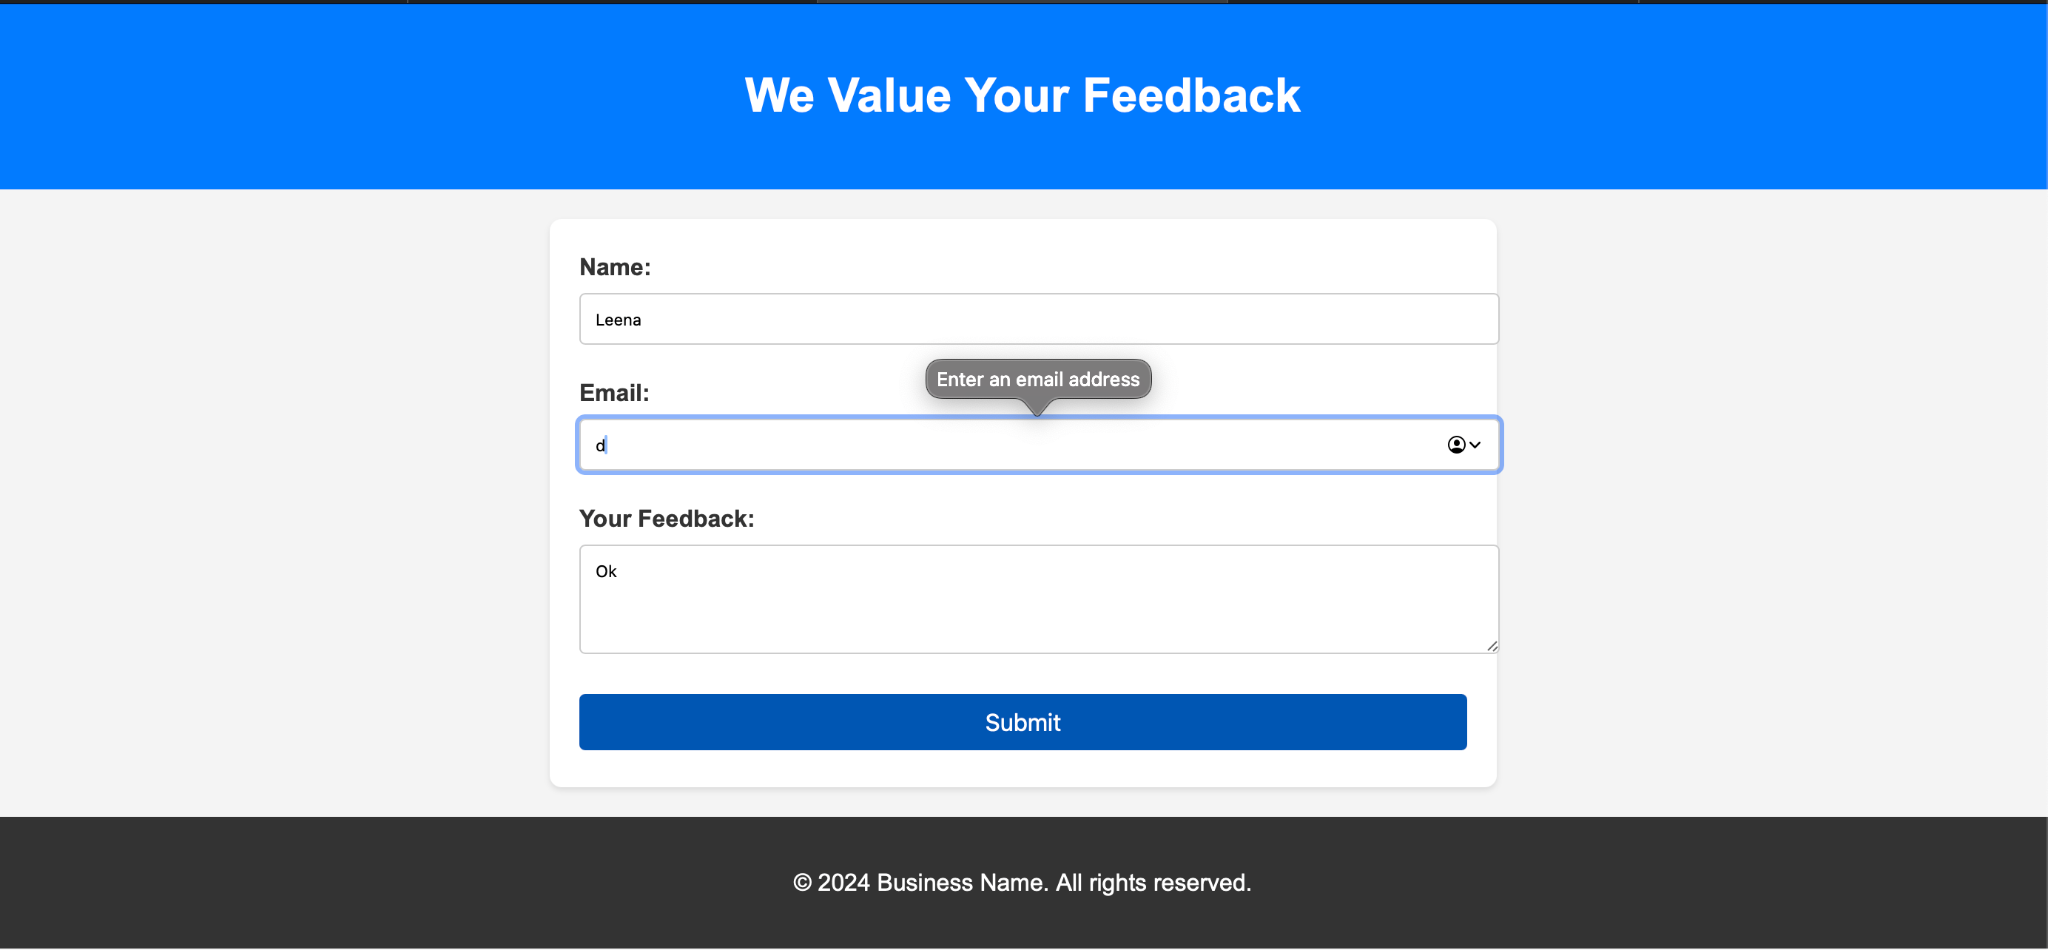 We Value Your Feedback
Name:
Leena
Enter an email address
Email:
d
Your Feedback:
Ok
Submit
© 2024 Business Name. All rights reserved.